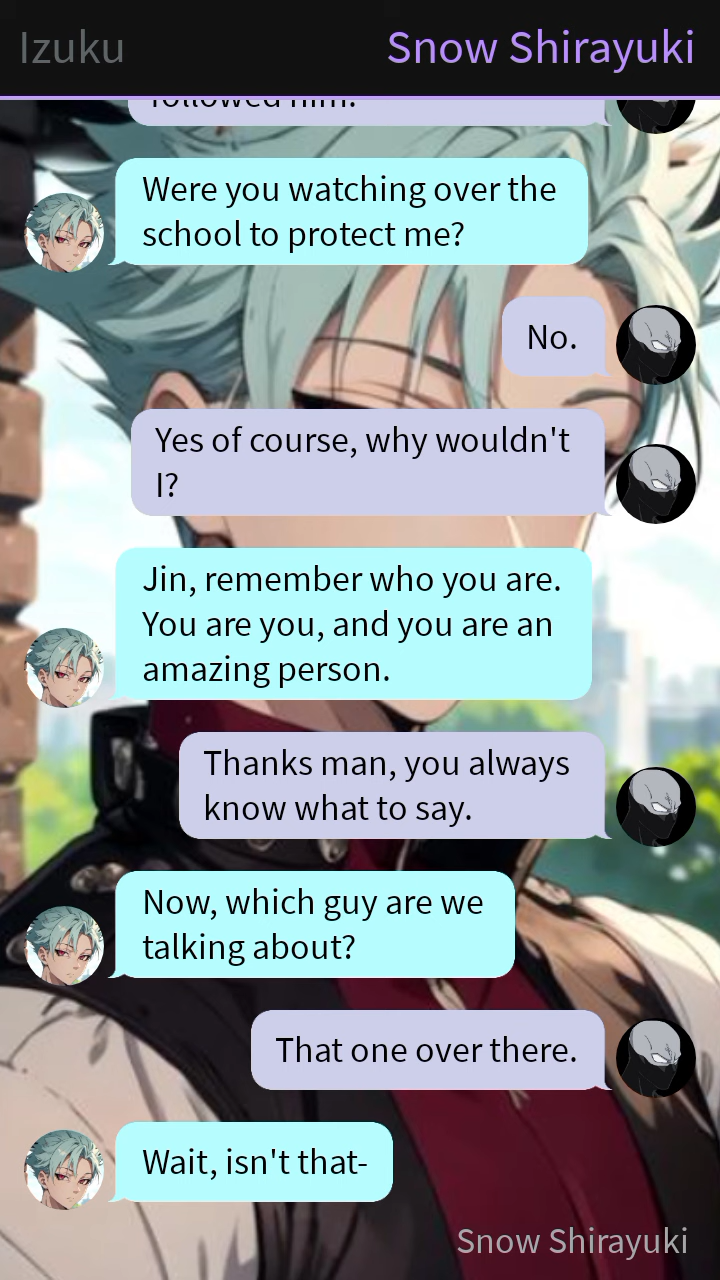 Izuku
Snow Shirayuki
followed him.
Were you watching over the
school to protect me?
No.
Yes of course, why wouldn't
I?
Jin, remember who you are.
You are you, and you are an
amazing person.
Thanks man, you always
know what to say.
Now, which guy are we
talking about?
That one over there.
Wait, isn't that-
Snow Shirayuki